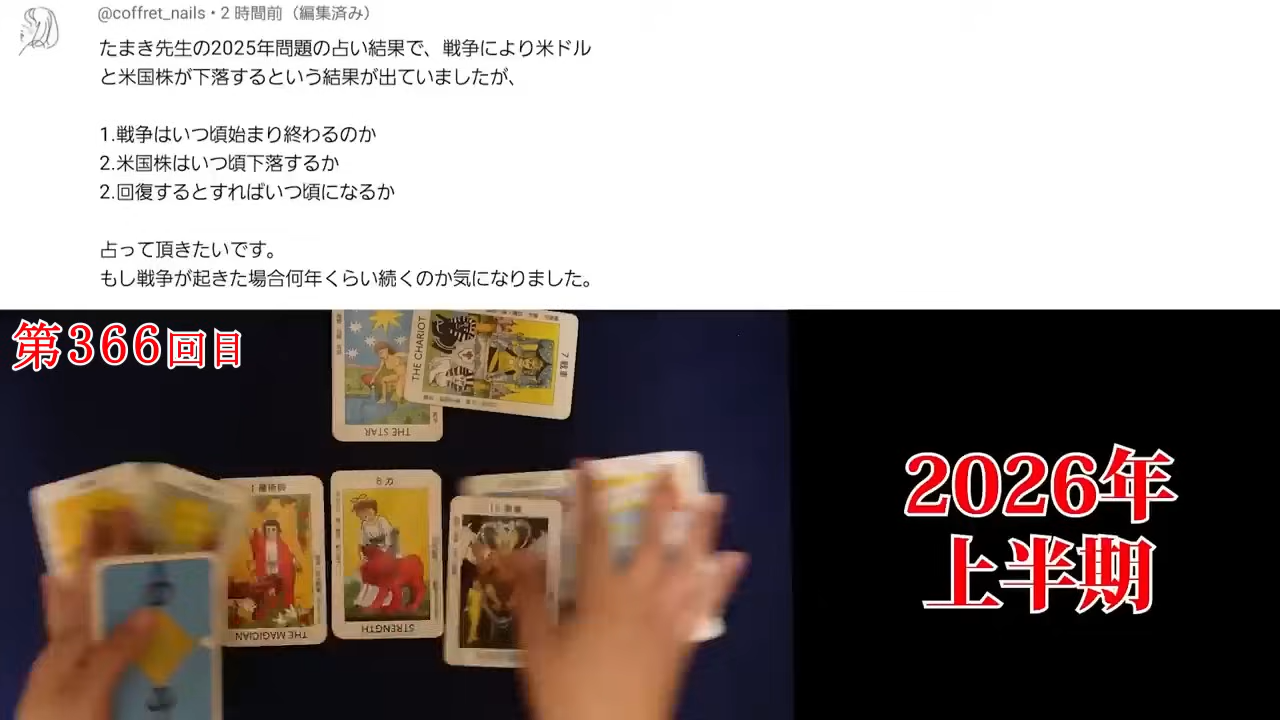 @coffret_nails・2 時間前（編集済み）
たまき先生の2025年問題の占い結果で、戦争により米ドル
と米国株が下落するという結果が出ていましたが、
1.戦争はいつ頃始まり終わるのか
2.米国株はいつ頃下落するか
2.回復するとすればいつ頃になるか
占って頂きたいです。
もし戦争が起きた場合何年くらい続くのか気になりました。
第366回目
THE CHARIOT
7 戦車
THE STAR
魔術師 1
8 力
THE MAGICIAN
STRENGTH
2026年
上半期